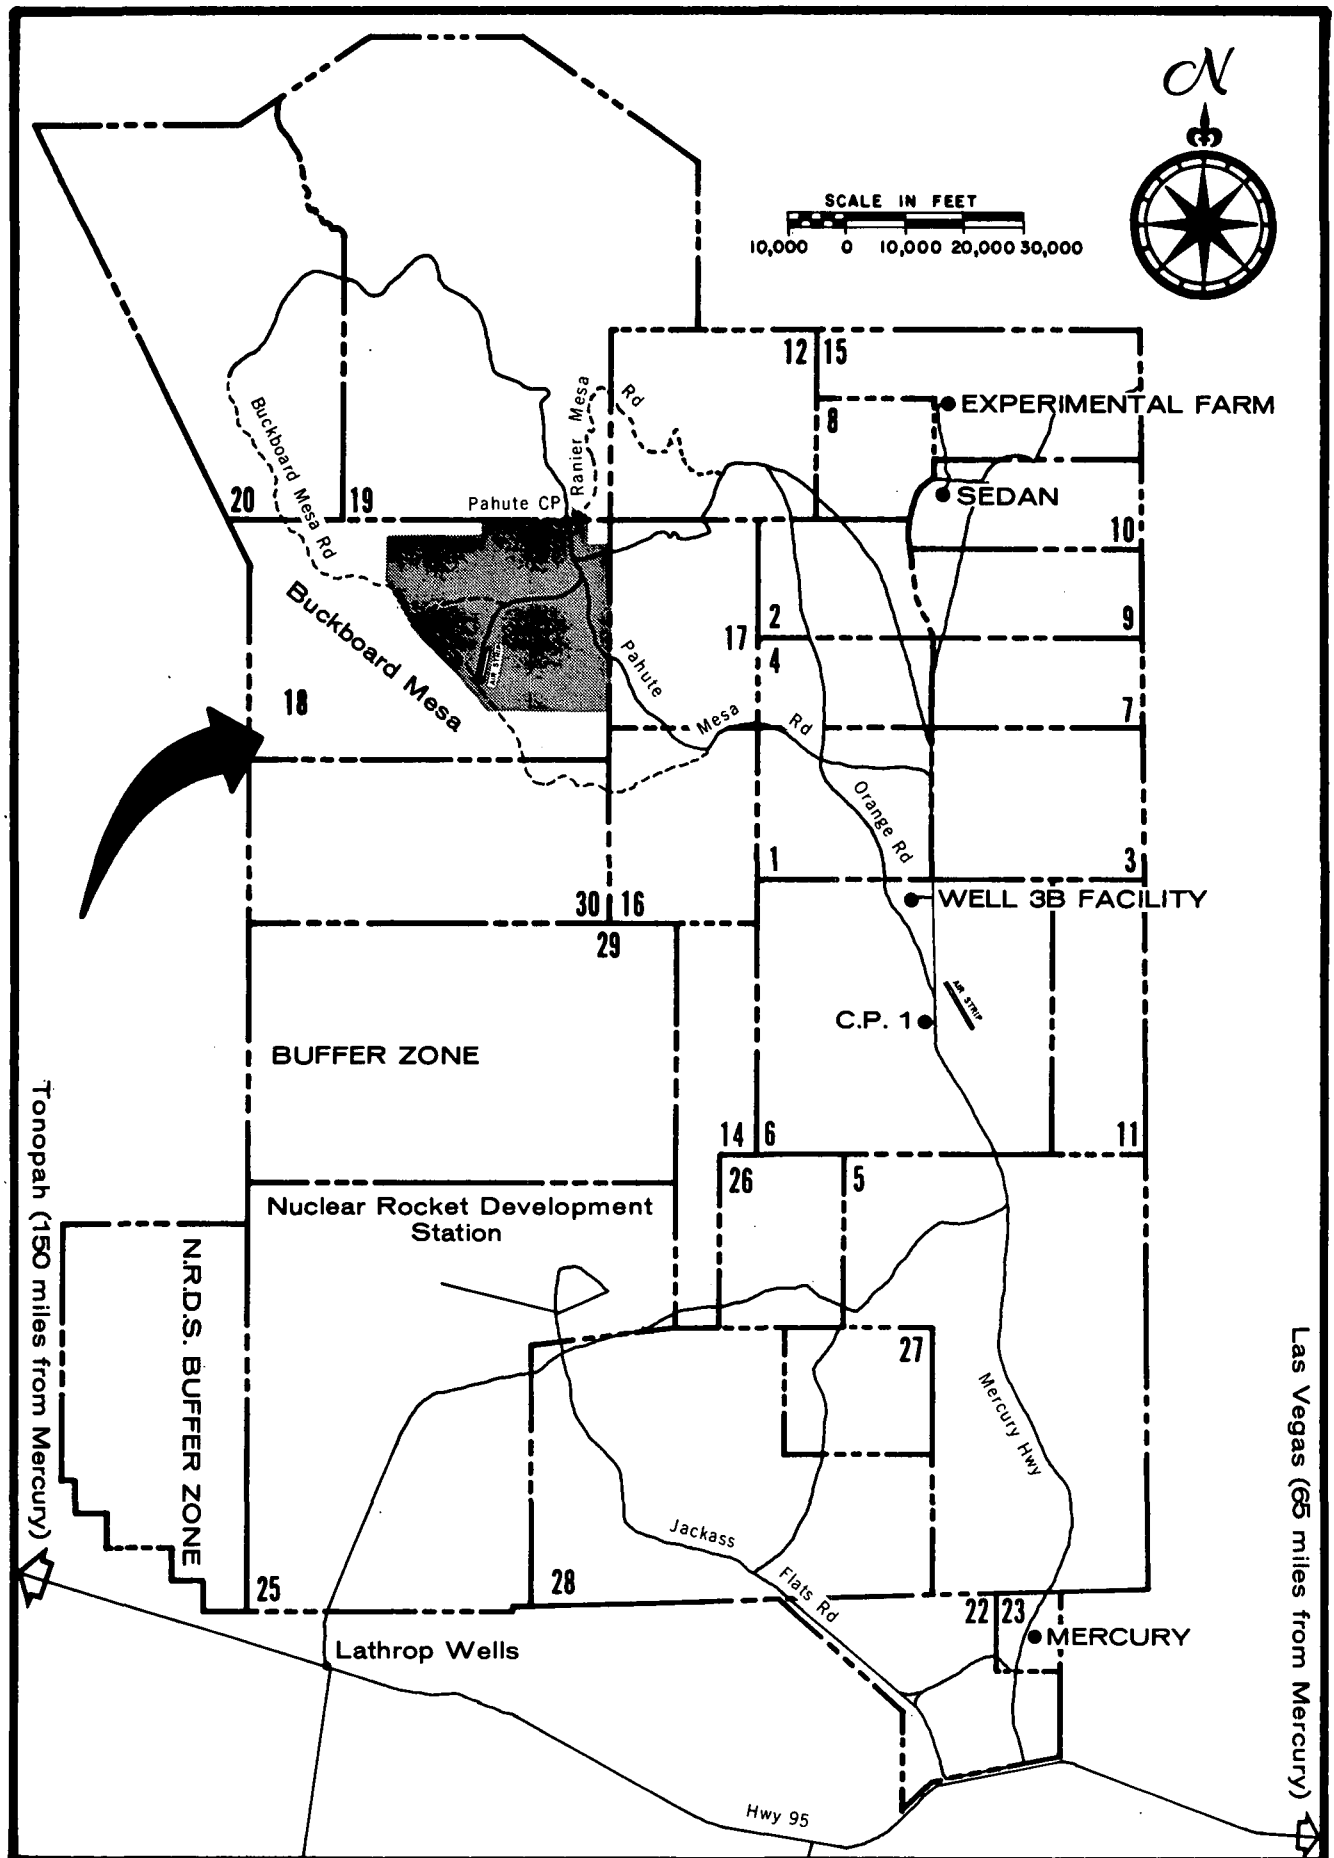 N
SCALE IN FEET
10,000 0 10,000 20,000 30,000
12
15
Ranier Mesa
Rd
8
EXPERIMENTAL FARM
Buckboard Mesa Rd
20
19
Pahute CP
SEDAN
10
Buckboard Mesa
2
9
17
4
AIR STRIP
Pahute
Mesa
Rd
18
7
Orange Rd
1
3
30
16
WELL 3B FACILITY
29
AIR STRIP
C.P. 1
BUFFER ZONE
14
6
11
26
5
Nuclear Rocket Development
Station
N.R.D.S. BUFFER ZONE
Tonopah (150 miles from Mercury)
27
Mercury Hwy
Las Vegas (65 miles from Mercury)
Jackass
Flats Rd
25
28
22
23
MERCURY
Lathrop Wells
Hwy 95